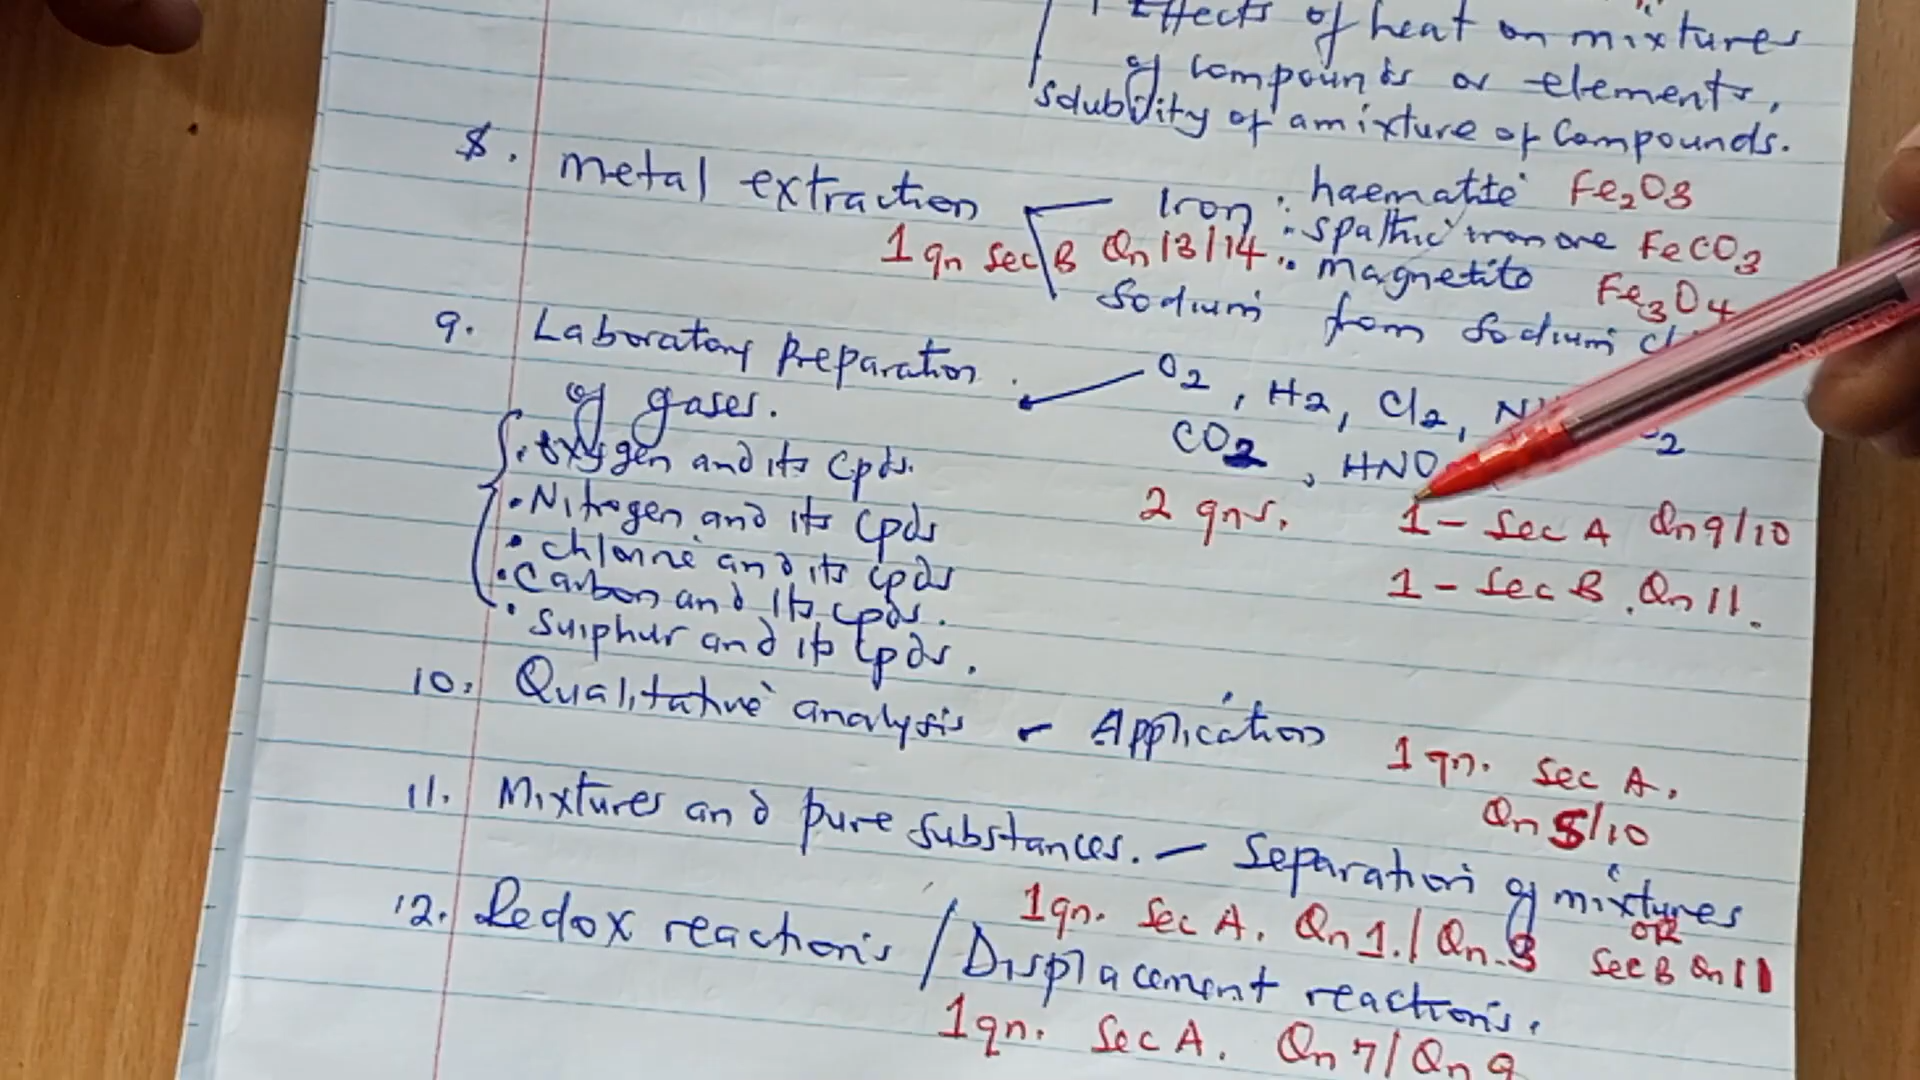 Effects of heat on mixtures
of compounds or elements,
solubility of a mixture of compounds.
8. Metal extraction - Iron : haematite Fe2O3
: spathic iron ore FeCO3
1 qn sec B Qn 13/14 : magnetite Fe3O4
Sodium from Sodium
9. Laboratory Preparation O2, H2, Cl2,
of gases. CO2, HNO
. Oxygen and its cpds.
. Nitrogen and its cpds 2 qns. 1 - Sec A Qn 9/10
. Chlorine and its cpds 1 - Sec B . Qn 11.
. Carbon and its cpds.
. Sulphur and its cpds.
10. Qualitative analysis - Application
1 qn. Sec A.
Qn 5/10
11. Mixtures and pure substances. - Separation of mixtures
1 qn. Sec A. Qn 1./Qn. 3 OR Sec B Qn 11
12. Redox reactions / Displacement reactions.
1 qn. Sec A. Qn 7/Qn 9